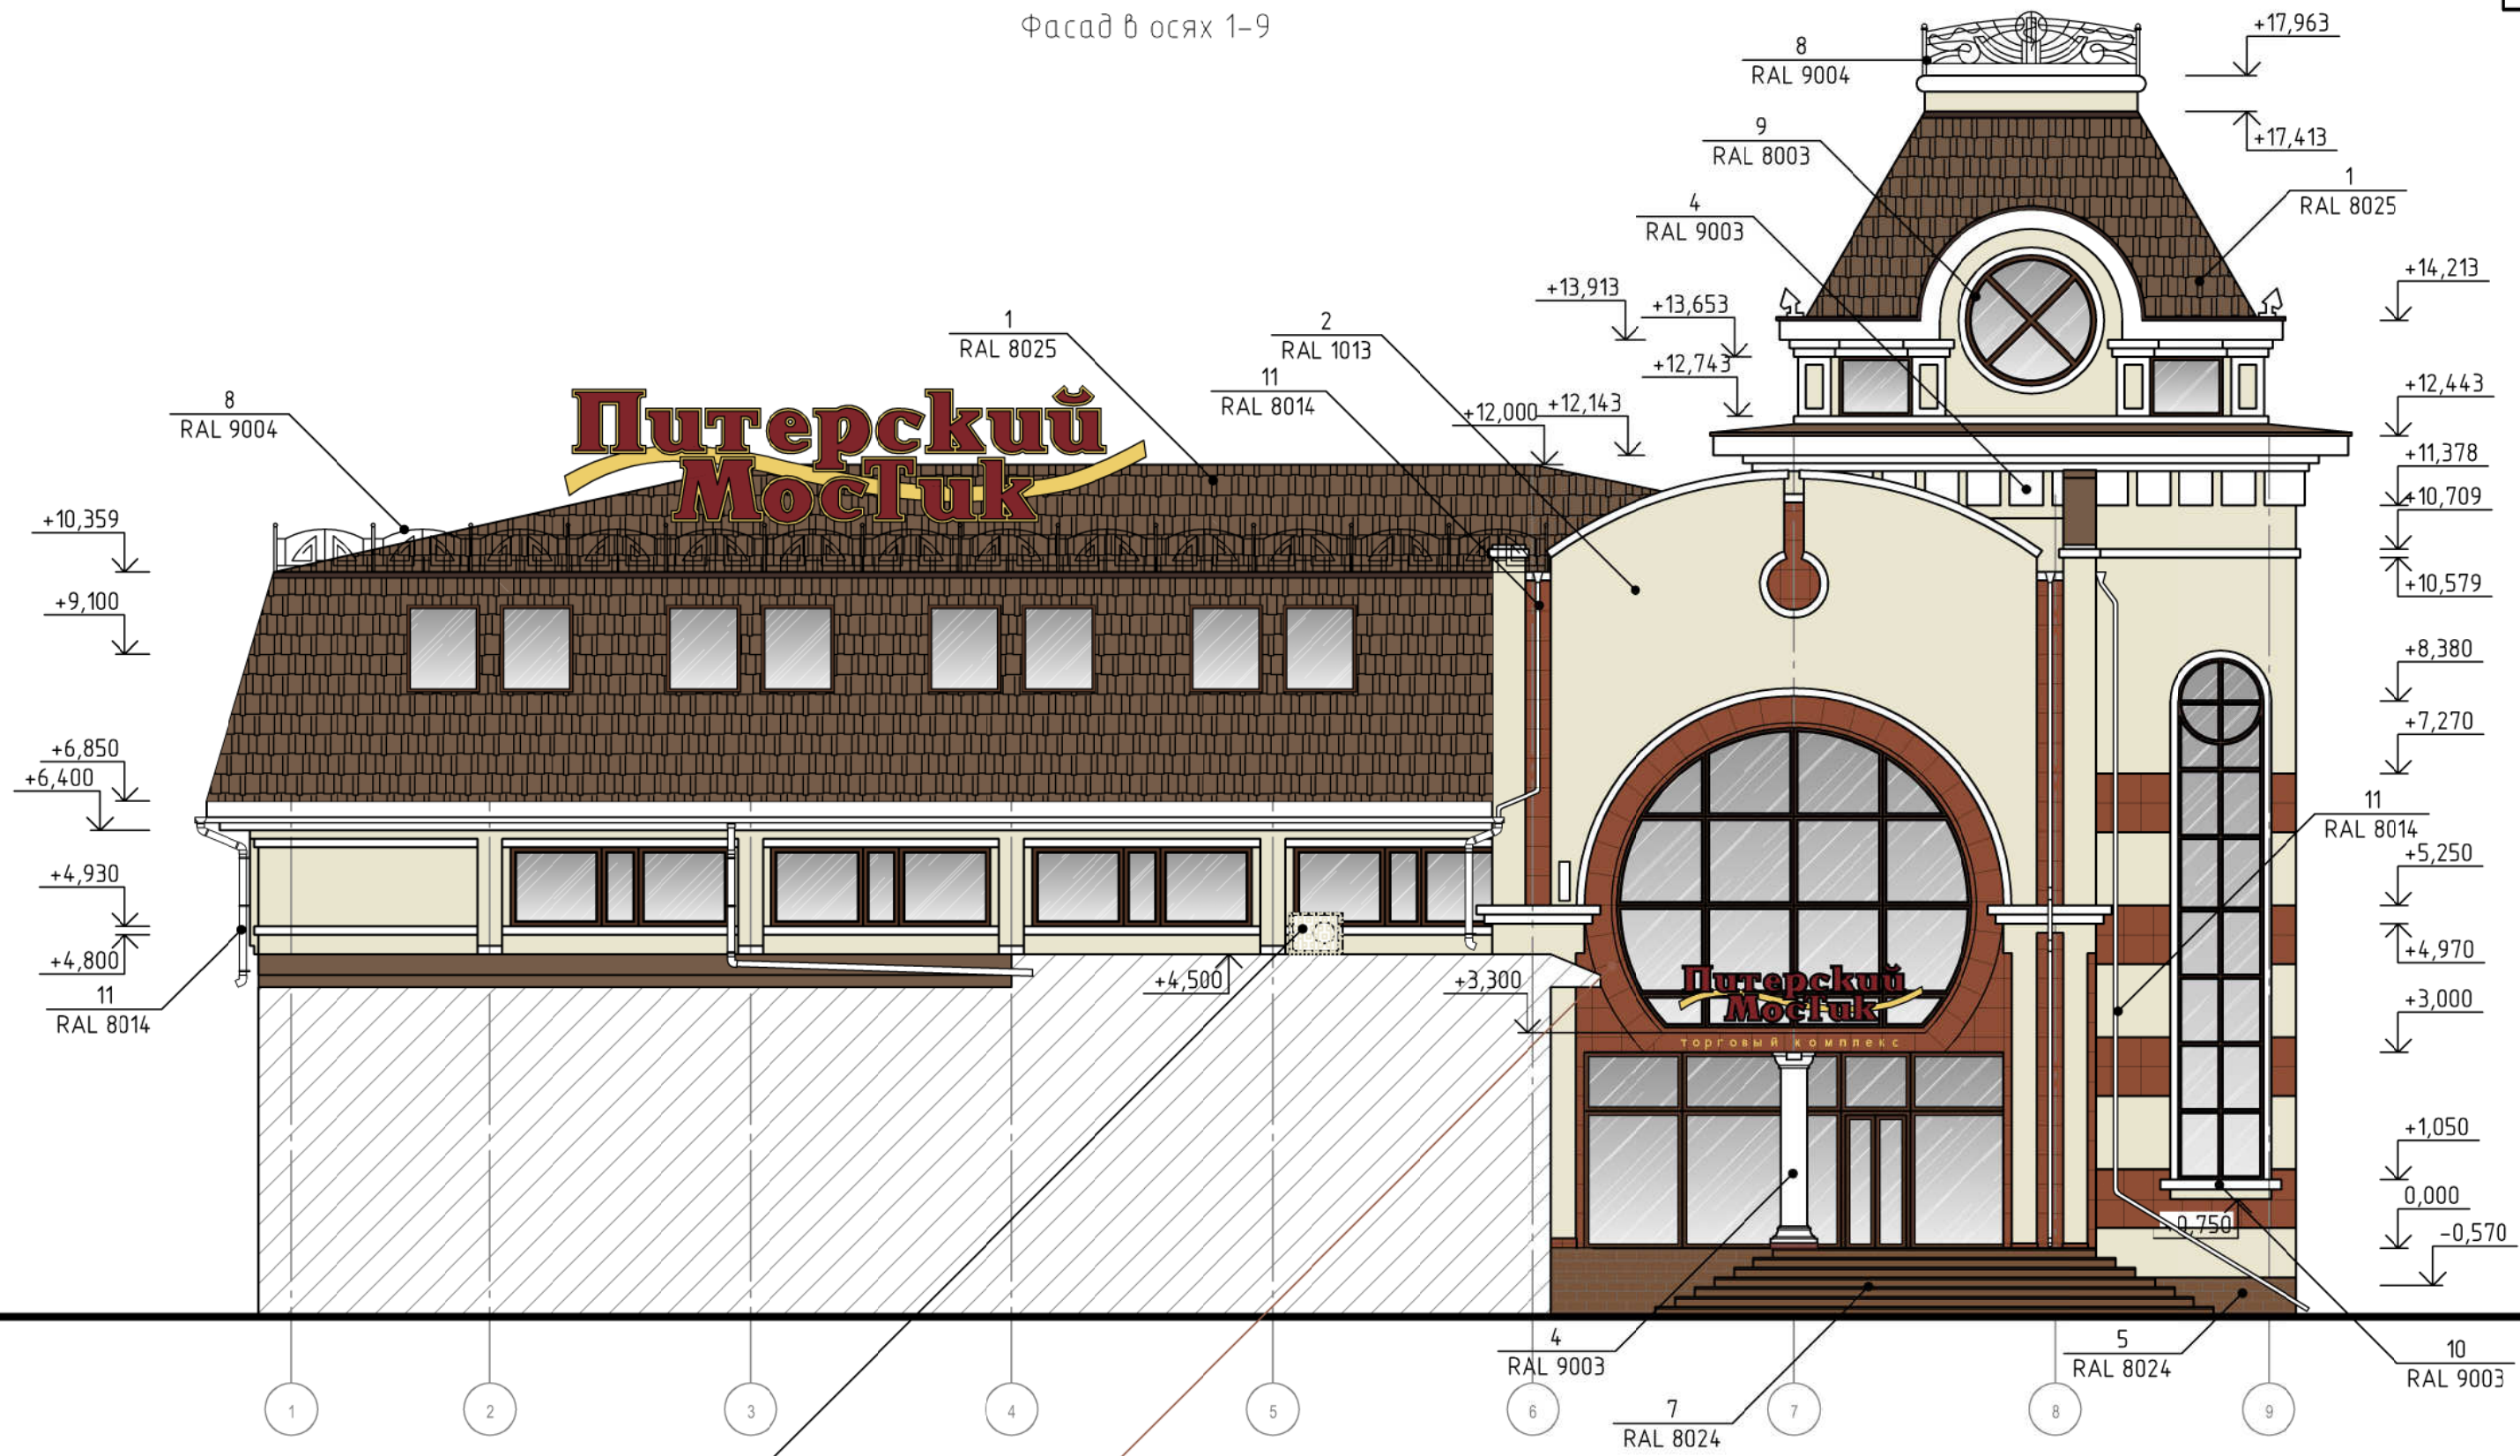 Фасад в осях 1-9
+17,963
8
RAL 9004
9
RAL 8003
+17,413
1
RAL 8025
4
RAL 9003
+14,213
+13,913
+13,653
1
RAL 8025
2
RAL 1013
+12,743
11
RAL 8014
+12,443
8
RAL 9004
Питерский
МосТик
+12,000
+12,143
+11,378
+10,709
+10,359
+10,579
+9,100
+8,380
+7,270
+6,850
+6,400
11
RAL 8014
+5,250
+4,930
+4,970
+4,800
+4,500
+3,300
Питерский
МосТик
торговый комплекс
+3,000
11
RAL 8014
+1,050
0,000
+0,750
-0,570
4
RAL 9003
5
RAL 8024
10
RAL 9003
7
RAL 8024
1
2
3
4
5
6
7
8
9